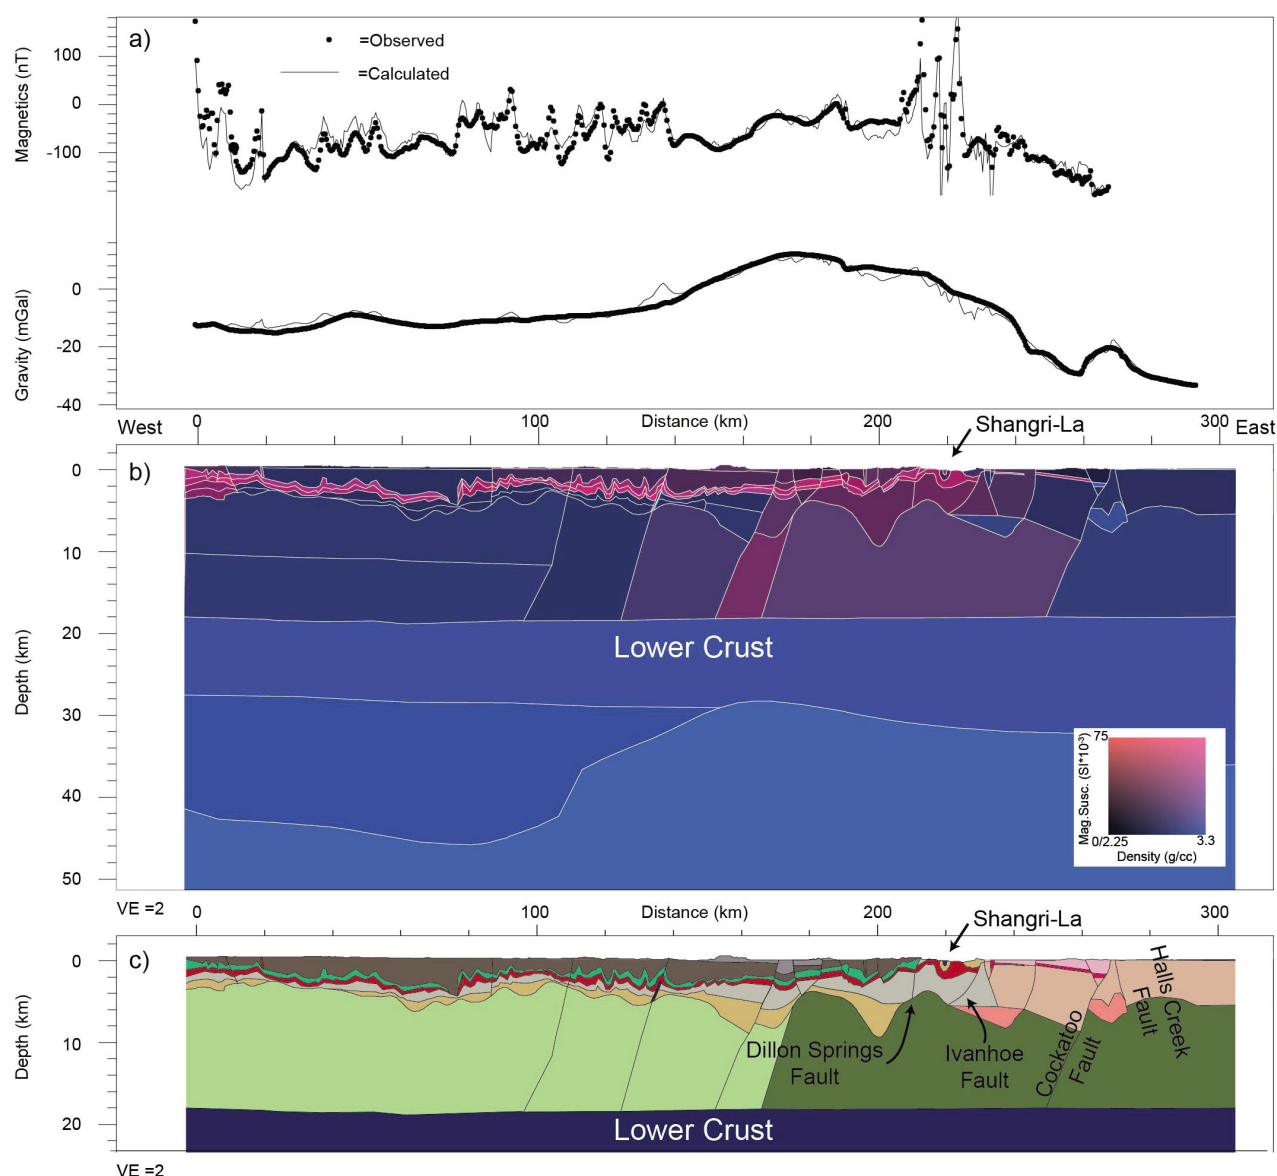 a)
=Observed
=Calculated
Magnetics (nT)
100
0
-100
Gravity (mGal)
0
-20
-40
West
0
100
Distance (km)
200
300
East
Shangri-La
b)
Depth (km)
0
10
20
30
40
50
Lower Crust
Mag.Susc. (SI*10⁻³)
75
0/2.25
3.3
Density (g/cc)
VE =2
0
100
Distance (km)
200
300
Shangri-La
c)
Depth (km)
0
10
20
Dillon Springs
Fault
Ivanhoe
Fault
Cockatoo
Fault
Halls Creek
Fault
Lower Crust
VE =2